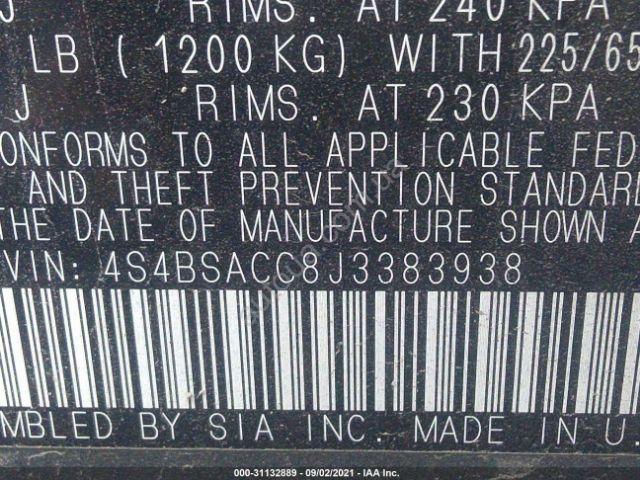 J RIMS. AT 240 KPA
LB ( 1200 KG) WITH 225/65
J RIMS. AT 230 KPA
ONFORMS TO ALL APPLICABLE FED
AND THEFT PREVENTION STANDAR
THE DATE OF MANUFACTURE SHOWN A
VIN: 4S4BSACC8J3383938
MBLED BY SIA INC. MADE IN U.
000-31132889 - 09/02/2021 - IAA Inc.